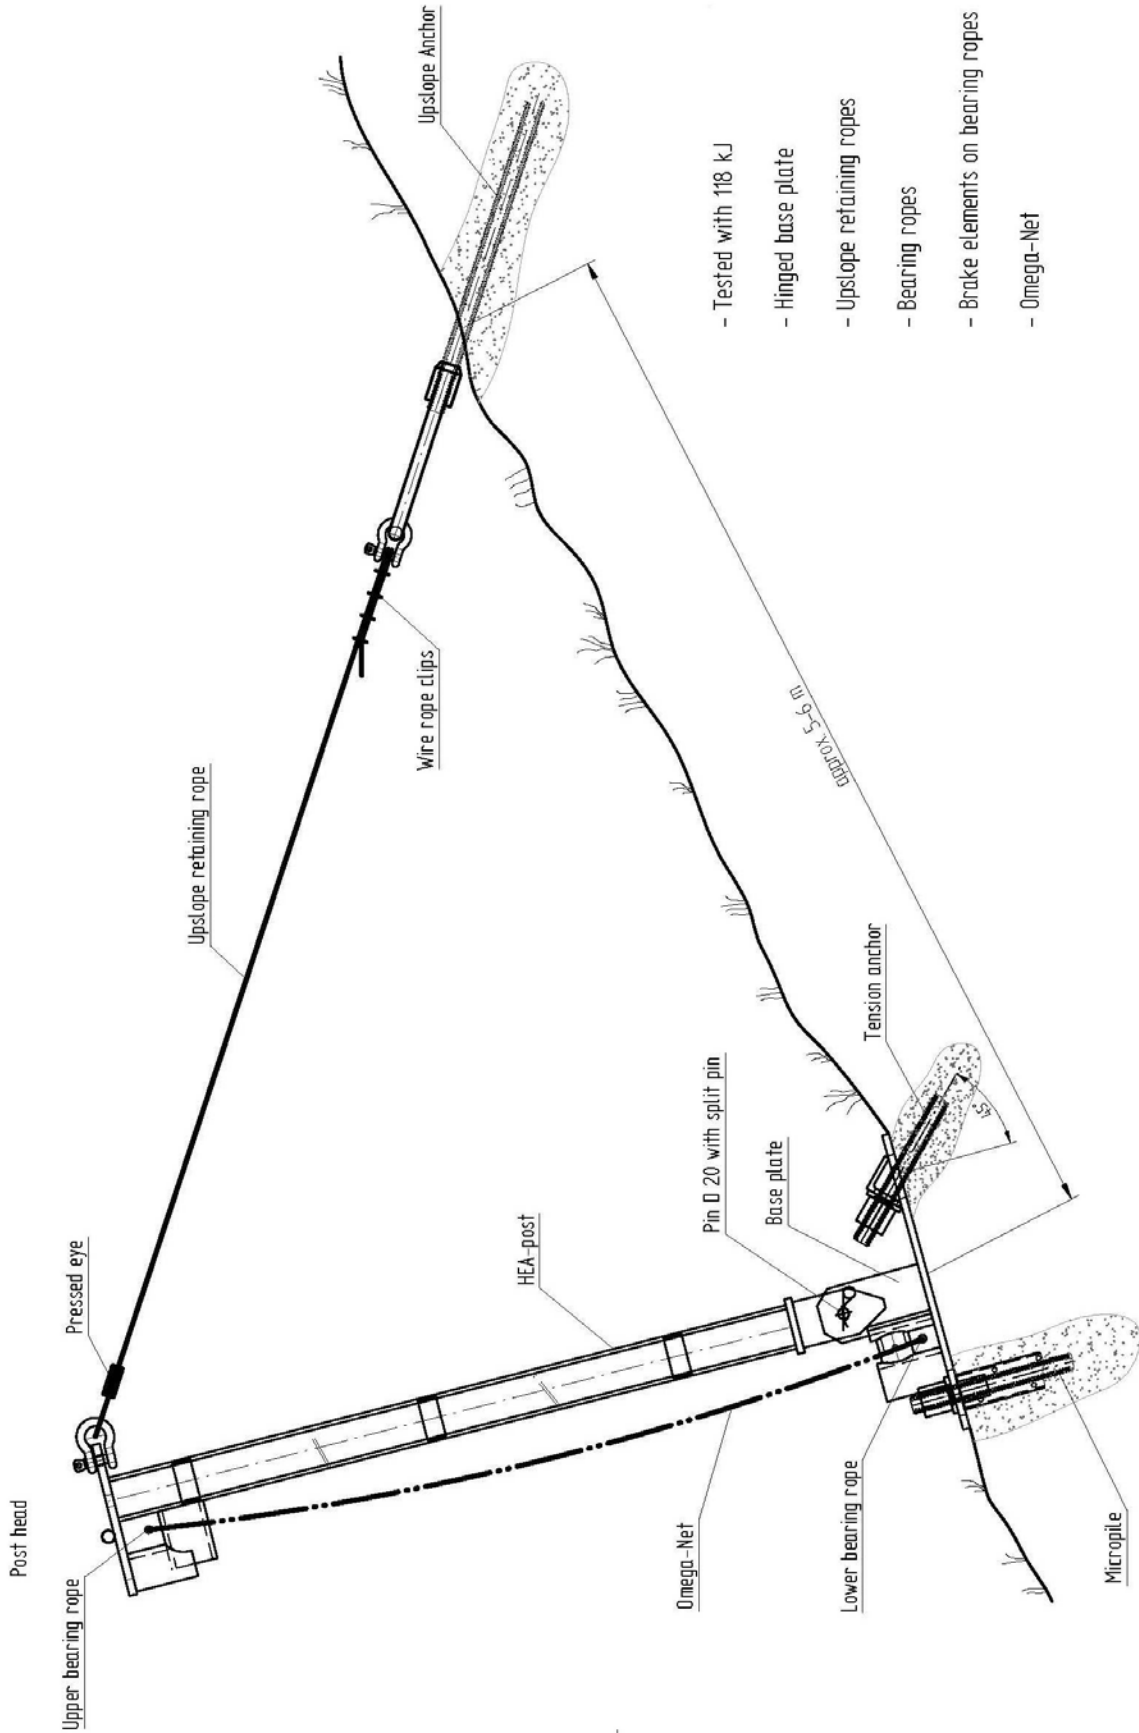 Post head
Upper bearing rope
Pressed eye
Upslope retaining rope
Wire rope clips
Upslope Anchor
HEA-post
Pin D 20 with split pin
Base plate
Tension anchor
45°
approx. 5-6 m
Omega-Net
Lower bearing rope
Micropile
- Tested with 118 kJ
- Hinged base plate
- Upslope retaining ropes
- Bearing ropes
- Brake elements on bearing ropes
- Omega-Net